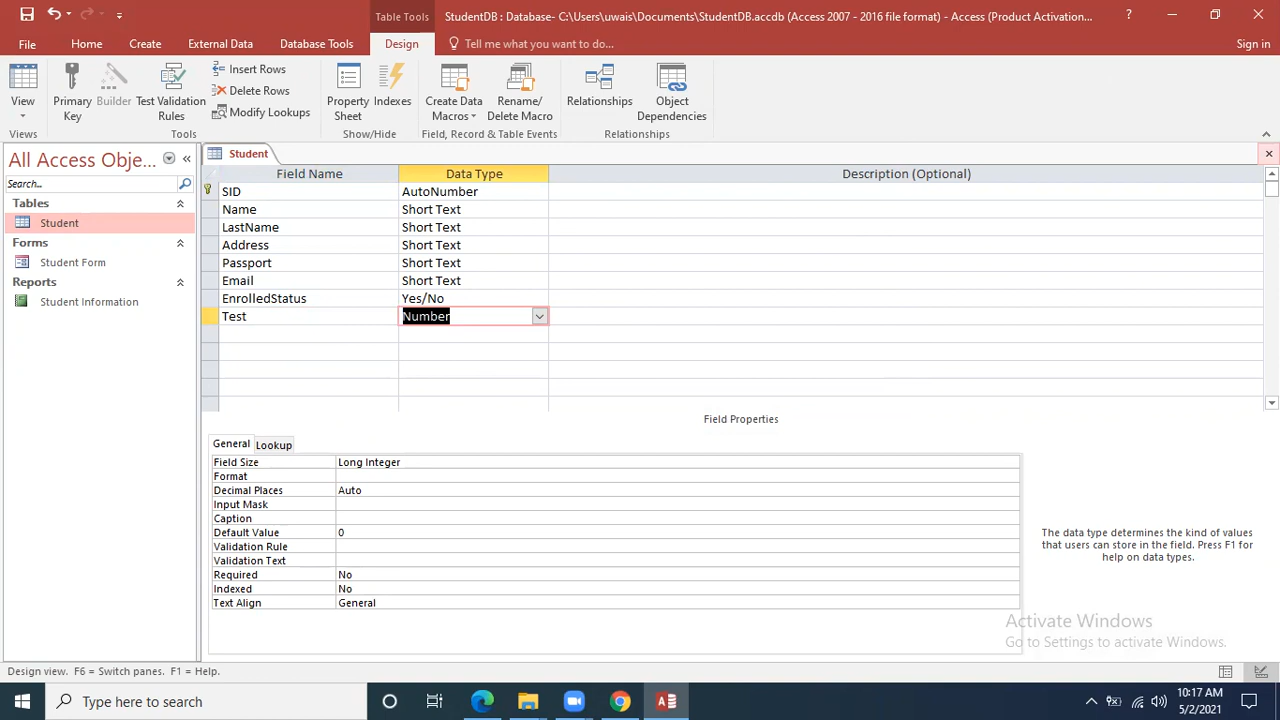 Table Tools
StudentDB : Database- C:\Users\uwais\Documents\StudentDB.accdb (Access 2007 - 2016 file format) - Access (Product Activation...
?
File
Home
Create
External Data
Database Tools
Design
Tell me what you want to do...
Sign in
View
Primary Key
Builder
Test Validation Rules
Insert Rows
Delete Rows
Modify Lookups
Property Sheet
Indexes
Create Data Macros
Rename/ Delete Macro
Relationships
Object Dependencies
Views
Tools
Show/Hide
Field, Record & Table Events
Relationships
All Access Obje...
Search...
Tables
Student
Forms
Student Form
Reports
Student Information
Student
Field Name Data Type Description (Optional)
SID AutoNumber
Name Short Text
LastName Short Text
Address Short Text
Passport Short Text
Email Short Text
EnrolledStatus Yes/No
Test Number
Field Properties
General Lookup
Field Size Long Integer
Format
Decimal Places Auto
Input Mask
Caption
Default Value 0
Validation Rule
Validation Text
Required No
Indexed No
Text Align General
The data type determines the kind of values
that users can store in the field. Press F1 for
help on data types.
Activate Windows
Go to Settings to activate Windows.
Design view. F6 = Switch panes. F1 = Help.
Type here to search
10:17 AM
5/2/2021